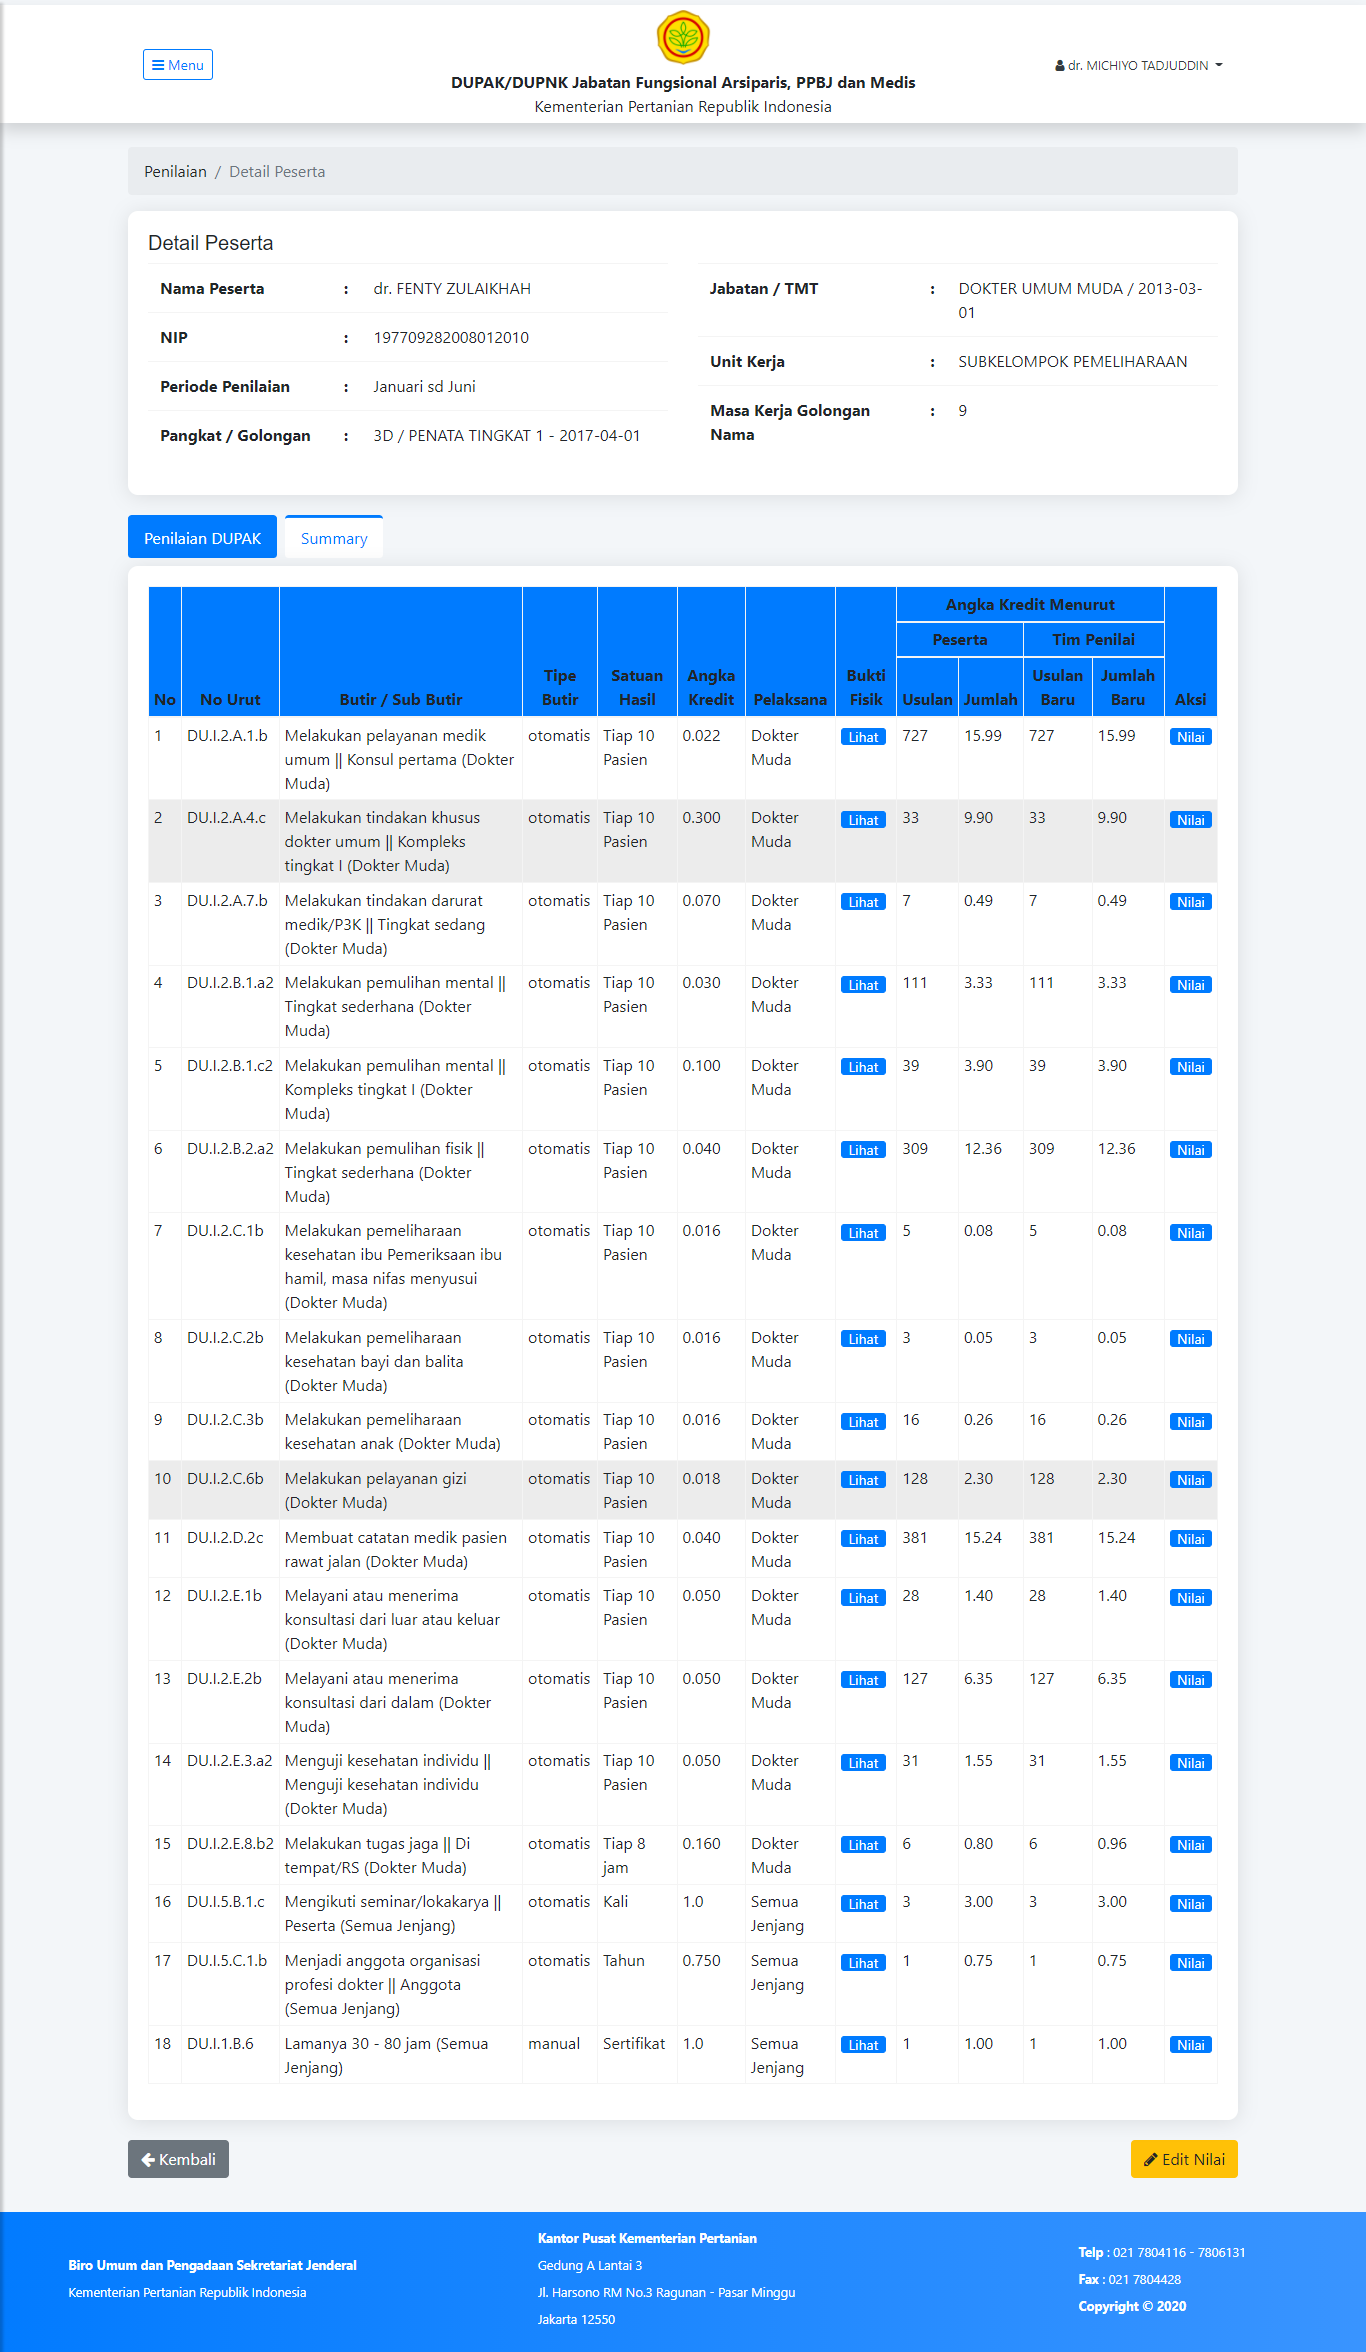 Menu
DUPAK/DUPNK Jabatan Fungsional Arsiparis, PPBJ dan Medis
Kementerian Pertanian Republik Indonesia
dr. MICHIYO TADJUDDIN
Penilaian / Detail Peserta
Detail Peserta
Nama Peserta : dr. FENTY ZULAIKHAH
NIP : 197709282008012010
Periode Penilaian : Januari sd Juni
Pangkat / Golongan : 3D / PENATA TINGKAT 1 - 2017-04-01
Jabatan / TMT : DOKTER UMUM MUDA / 2013-03-
01
Unit Kerja : SUBKELOMPOK PEMELIHARAAN
Masa Kerja Golongan : 9
Nama
Penilaian DUPAK Summary
Angka Kredit Menurut
Peserta Tim Penilai
Tipe Satuan Angka Bukti Usulan Jumlah
No No Urut Butir / Sub Butir Butir Hasil Kredit Pelaksana Fisik Usulan Jumlah Baru Baru Aksi
1 DU.I.2.A.1.b Melakukan pelayanan medik otomatis Tiap 10 0.022 Dokter Lihat 727 15.99 727 15.99 Nilai
umum || Konsul pertama (Dokter Pasien Muda
Muda)
2 DU.I.2.A.4.c Melakukan tindakan khusus otomatis Tiap 10 0.300 Dokter Lihat 33 9.90 33 9.90 Nilai
dokter umum || Kompleks Pasien Muda
tingkat I (Dokter Muda)
3 DU.I.2.A.7.b Melakukan tindakan darurat otomatis Tiap 10 0.070 Dokter Lihat 7 0.49 7 0.49 Nilai
medik/P3K || Tingkat sedang Pasien Muda
(Dokter Muda)
4 DU.I.2.B.1.a2 Melakukan pemulihan mental || otomatis Tiap 10 0.030 Dokter Lihat 111 3.33 111 3.33 Nilai
Tingkat sederhana (Dokter Pasien Muda
Muda)
5 DU.I.2.B.1.c2 Melakukan pemulihan mental || otomatis Tiap 10 0.100 Dokter Lihat 39 3.90 39 3.90 Nilai
Kompleks tingkat I (Dokter Pasien Muda
Muda)
6 DU.I.2.B.2.a2 Melakukan pemulihan fisik || otomatis Tiap 10 0.040 Dokter Lihat 309 12.36 309 12.36 Nilai
Tingkat sederhana (Dokter Pasien Muda
Muda)
7 DU.I.2.C.1b Melakukan pemeliharaan otomatis Tiap 10 0.016 Dokter Lihat 5 0.08 5 0.08 Nilai
kesehatan ibu Pemeriksaan ibu Pasien Muda
hamil, masa nifas menyusui
(Dokter Muda)
8 DU.I.2.C.2b Melakukan pemeliharaan otomatis Tiap 10 0.016 Dokter Lihat 3 0.05 3 0.05 Nilai
kesehatan bayi dan balita Pasien Muda
(Dokter Muda)
9 DU.I.2.C.3b Melakukan pemeliharaan otomatis Tiap 10 0.016 Dokter Lihat 16 0.26 16 0.26 Nilai
kesehatan anak (Dokter Muda) Pasien Muda
10 DU.I.2.C.6b Melakukan pelayanan gizi otomatis Tiap 10 0.018 Dokter Lihat 128 2.30 128 2.30 Nilai
(Dokter Muda) Pasien Muda
11 DU.I.2.D.2c Membuat catatan medik pasien otomatis Tiap 10 0.040 Dokter Lihat 381 15.24 381 15.24 Nilai
rawat jalan (Dokter Muda) Pasien Muda
12 DU.I.2.E.1b Melayani atau menerima otomatis Tiap 10 0.050 Dokter Lihat 28 1.40 28 1.40 Nilai
konsultasi dari luar atau keluar Pasien Muda
(Dokter Muda)
13 DU.I.2.E.2b Melayani atau menerima otomatis Tiap 10 0.050 Dokter Lihat 127 6.35 127 6.35 Nilai
konsultasi dari dalam (Dokter Pasien Muda
Muda)
14 DU.I.2.E.3.a2 Menguji kesehatan individu || otomatis Tiap 10 0.050 Dokter Lihat 31 1.55 31 1.55 Nilai
Menguji kesehatan individu Pasien Muda
(Dokter Muda)
15 DU.I.2.E.8.b2 Melakukan tugas jaga || Di otomatis Tiap 8 0.160 Dokter Lihat 6 0.80 6 0.96 Nilai
tempat/RS (Dokter Muda) jam Muda
16 DU.I.5.B.1.c Mengikuti seminar/lokakarya || otomatis Kali 1.0 Semua Lihat 3 3.00 3 3.00 Nilai
Peserta (Semua Jenjang) Jenjang
17 DU.I.5.C.1.b Menjadi anggota organisasi otomatis Tahun 0.750 Semua Lihat 1 0.75 1 0.75 Nilai
profesi dokter || Anggota Jenjang
(Semua Jenjang)
18 DU.I.1.B.6 Lamanya 30 - 80 jam (Semua manual Sertifikat 1.0 Semua Lihat 1 1.00 1 1.00 Nilai
Jenjang) Jenjang
Kembali Edit Nilai
Biro Umum dan Pengadaan Sekretariat Jenderal
Kementerian Pertanian Republik Indonesia
Kantor Pusat Kementerian Pertanian
Gedung A Lantai 3
Jl. Harsono RM No.3 Ragunan - Pasar Minggu
Jakarta 12550
Telp : 021 7804116 - 7806131
Fax : 021 7804428
Copyright © 2020